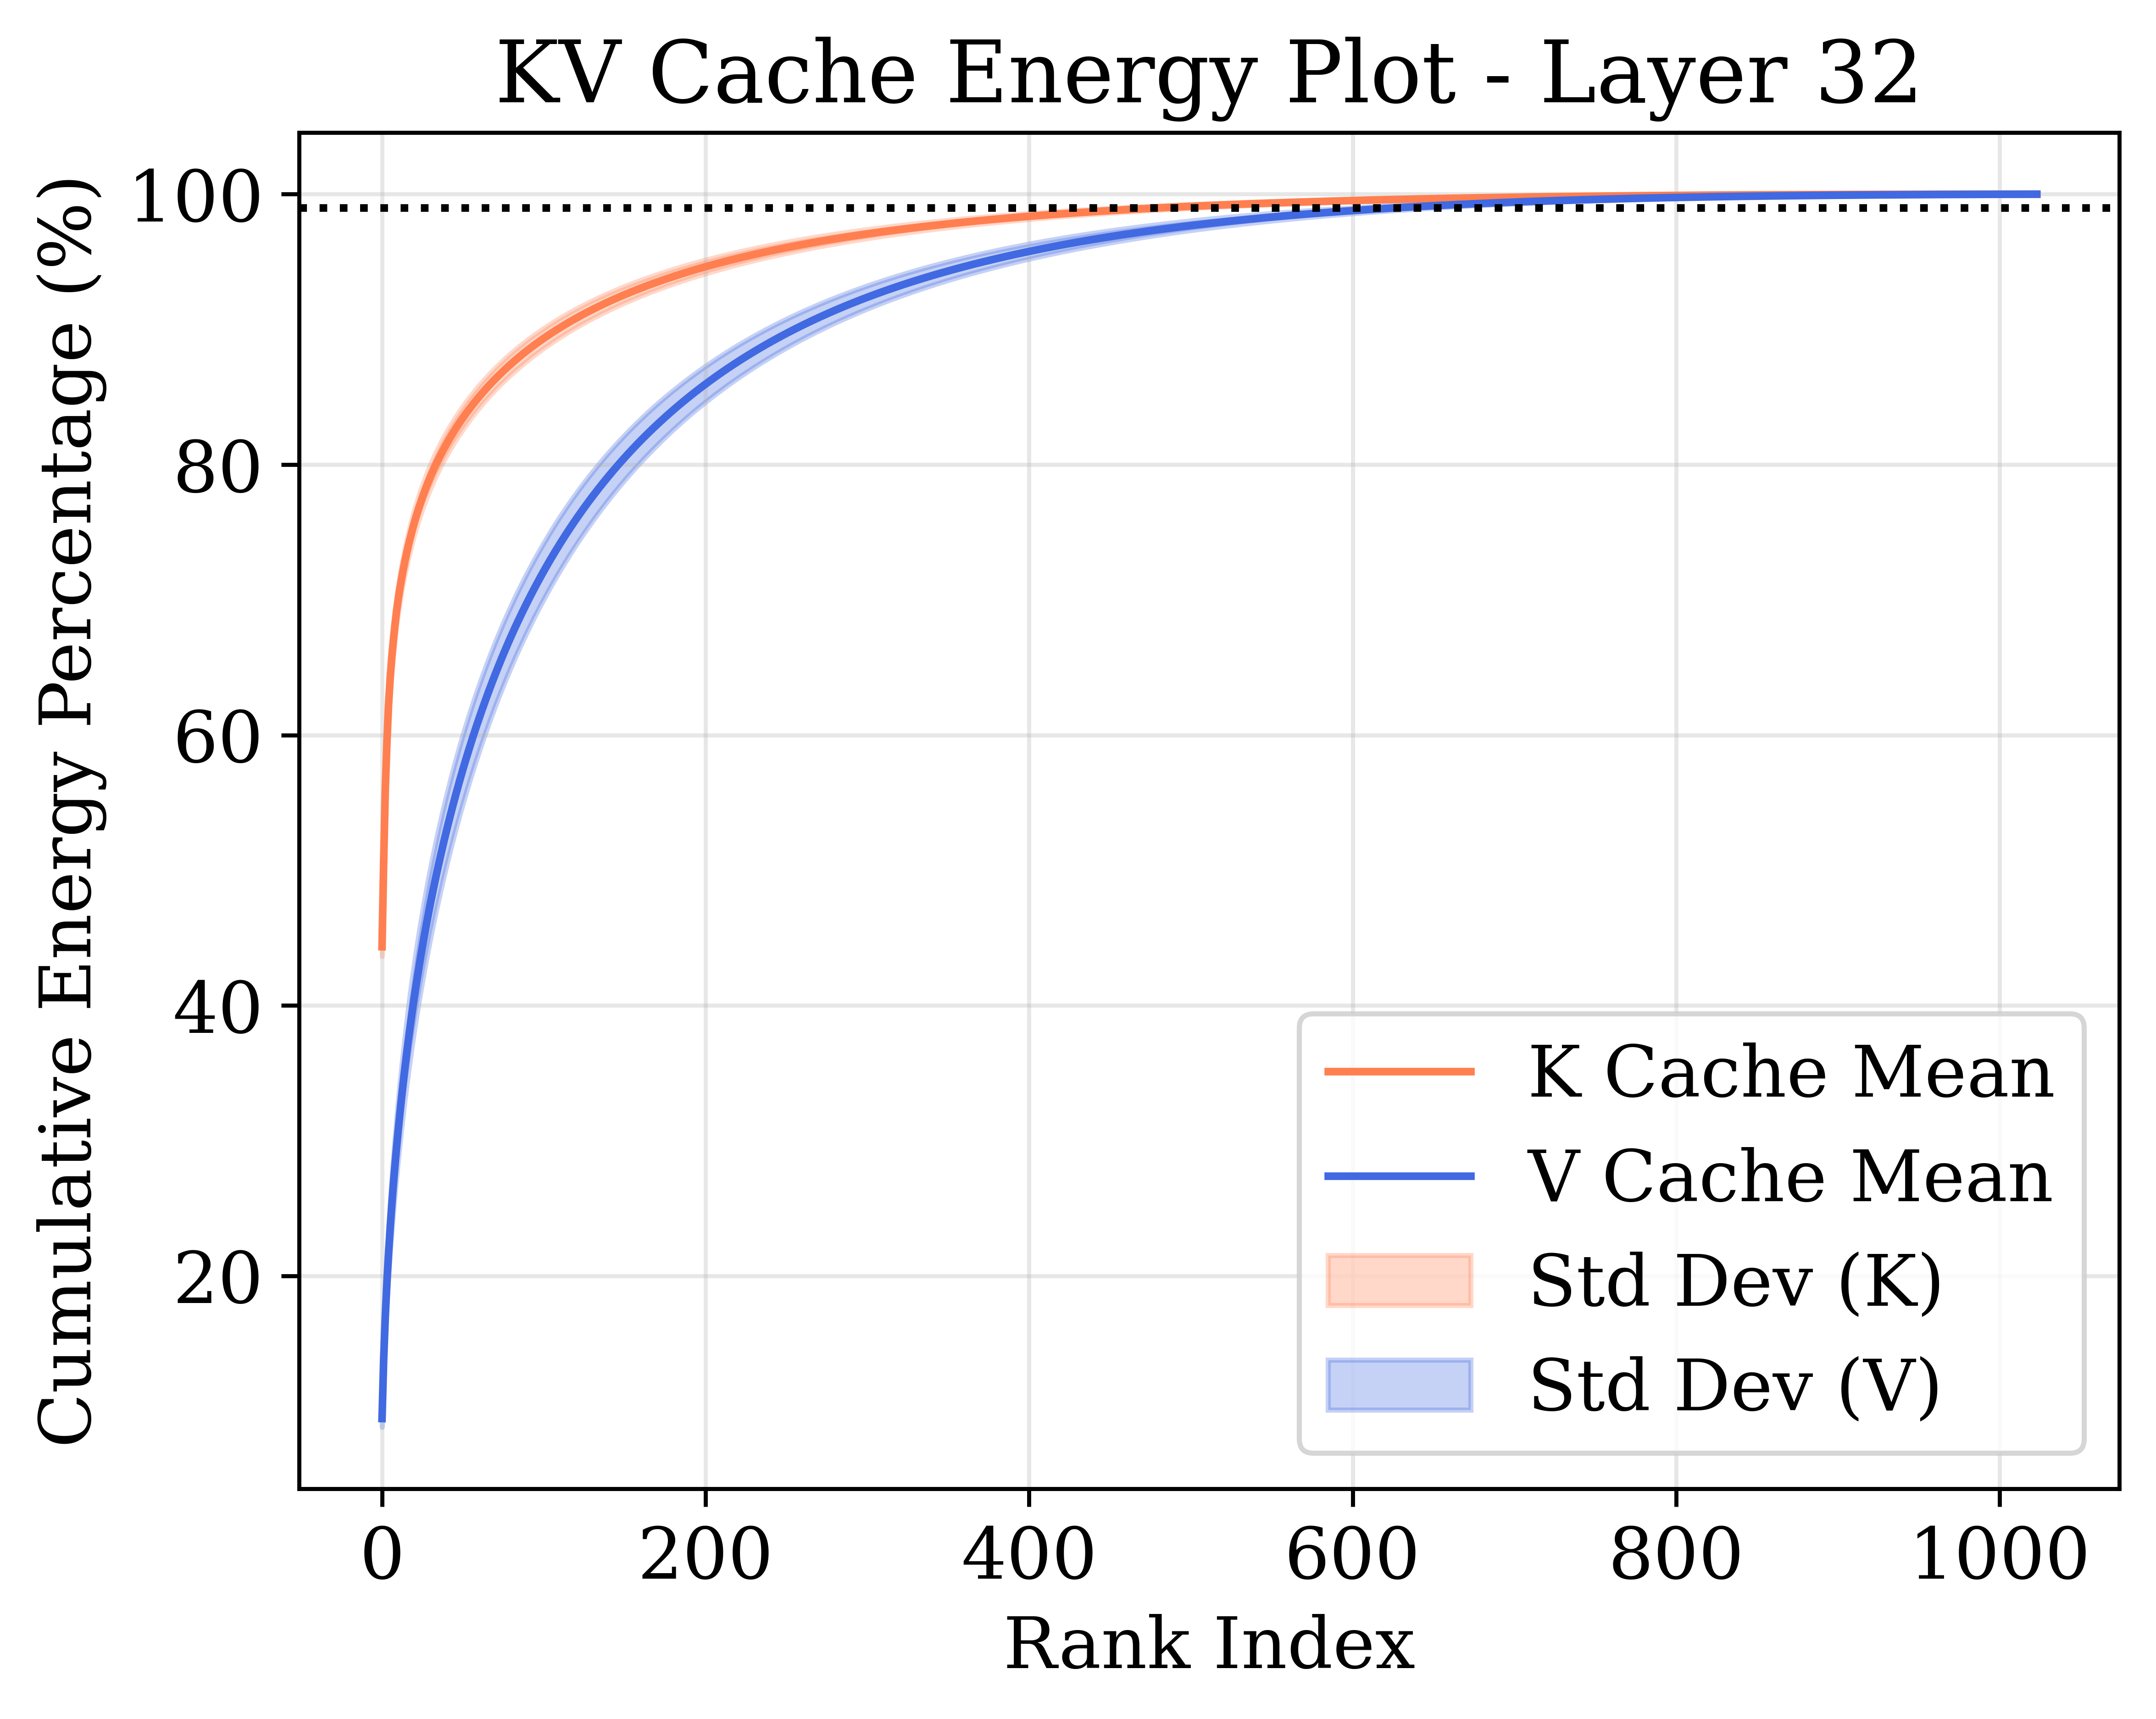 KV Cache Energy Plot - Layer 32
Cumulative Energy Percentage (%)
100
80
60
40
20
K Cache Mean
V Cache Mean
Std Dev (K)
Std Dev (V)
0 200 400 600 800 1000
Rank Index